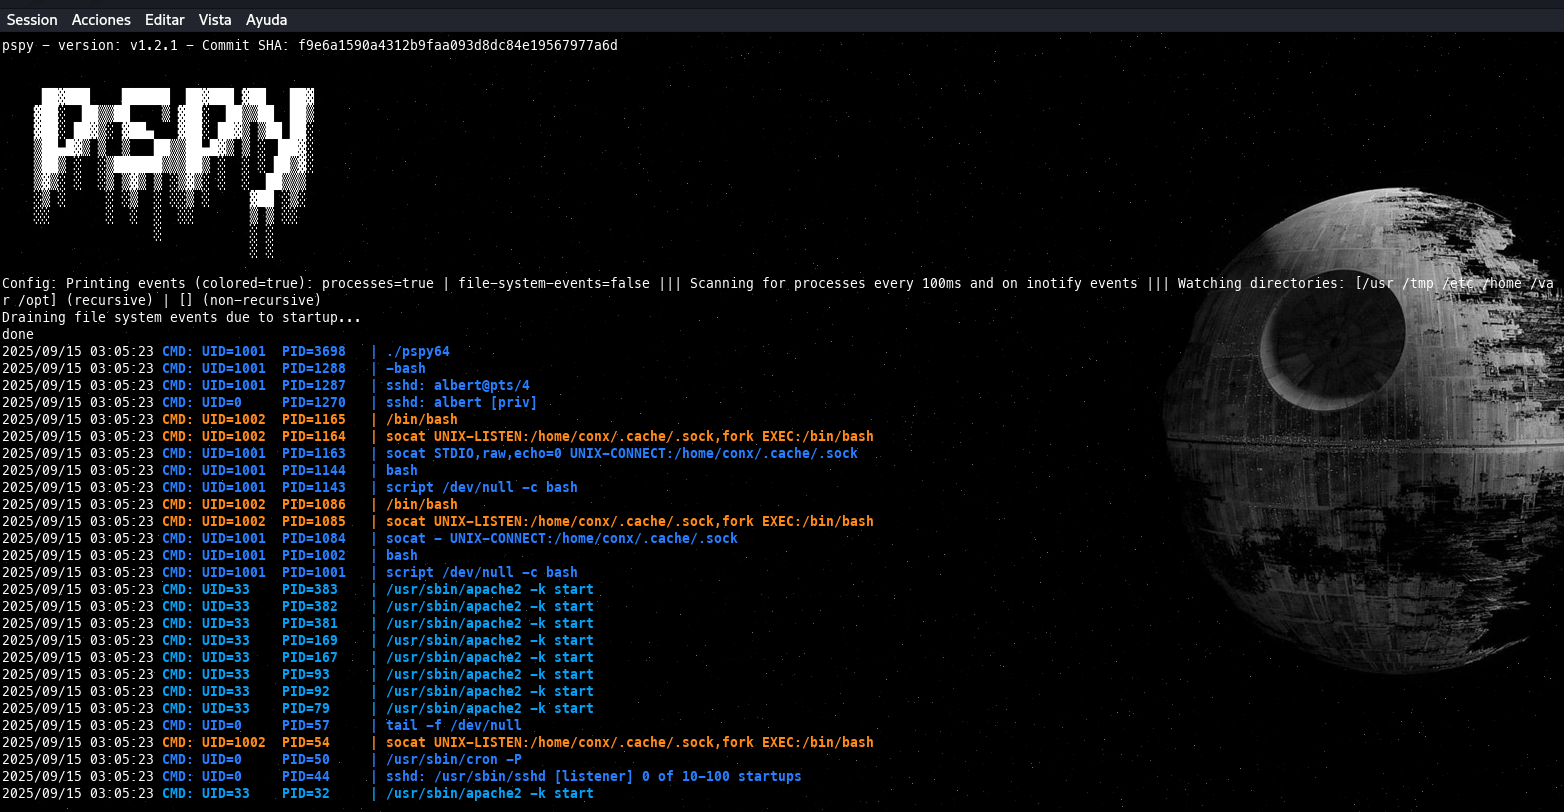 Session Acciones Editar Vista Ayuda
pspy - version: v1.2.1 - Commit SHA: f9e6a1590a4312b9faa093d8dc84e19567977a6d
PSPY
Config: Printing events (colored=true): processes=true | file-system-events=false ||| Scanning for processes every 100ms and on inotify events ||| Watching directories: [/usr /tmp /etc /home /va
r /opt] (recursive) | [] (non-recursive)
Draining file system events due to startup...
done
2025/09/15 03:05:23 CMD: UID=1001 PID=3698 | ./pspy64
2025/09/15 03:05:23 CMD: UID=1001 PID=1288 | -bash
2025/09/15 03:05:23 CMD: UID=1001 PID=1287 | sshd: albert@pts/4
2025/09/15 03:05:23 CMD: UID=0 PID=1270 | sshd: albert [priv]
2025/09/15 03:05:23 CMD: UID=1002 PID=1165 | /bin/bash
2025/09/15 03:05:23 CMD: UID=1002 PID=1164 | socat UNIX-LISTEN:/home/conx/.cache/.sock,fork EXEC:/bin/bash
2025/09/15 03:05:23 CMD: UID=1001 PID=1163 | socat STDIO,raw,echo=0 UNIX-CONNECT:/home/conx/.cache/.sock
2025/09/15 03:05:23 CMD: UID=1001 PID=1144 | bash
2025/09/15 03:05:23 CMD: UID=1001 PID=1143 | script /dev/null -c bash
2025/09/15 03:05:23 CMD: UID=1002 PID=1086 | /bin/bash
2025/09/15 03:05:23 CMD: UID=1002 PID=1085 | socat UNIX-LISTEN:/home/conx/.cache/.sock,fork EXEC:/bin/bash
2025/09/15 03:05:23 CMD: UID=1001 PID=1084 | socat - UNIX-CONNECT:/home/conx/.cache/.sock
2025/09/15 03:05:23 CMD: UID=1001 PID=1002 | bash
2025/09/15 03:05:23 CMD: UID=1001 PID=1001 | script /dev/null -c bash
2025/09/15 03:05:23 CMD: UID=33 PID=383 | /usr/sbin/apache2 -k start
2025/09/15 03:05:23 CMD: UID=33 PID=382 | /usr/sbin/apache2 -k start
2025/09/15 03:05:23 CMD: UID=33 PID=381 | /usr/sbin/apache2 -k start
2025/09/15 03:05:23 CMD: UID=33 PID=169 | /usr/sbin/apache2 -k start
2025/09/15 03:05:23 CMD: UID=33 PID=167 | /usr/sbin/apache2 -k start
2025/09/15 03:05:23 CMD: UID=33 PID=93 | /usr/sbin/apache2 -k start
2025/09/15 03:05:23 CMD: UID=33 PID=92 | /usr/sbin/apache2 -k start
2025/09/15 03:05:23 CMD: UID=33 PID=79 | /usr/sbin/apache2 -k start
2025/09/15 03:05:23 CMD: UID=0 PID=57 | tail -f /dev/null
2025/09/15 03:05:23 CMD: UID=1002 PID=54 | socat UNIX-LISTEN:/home/conx/.cache/.sock,fork EXEC:/bin/bash
2025/09/15 03:05:23 CMD: UID=0 PID=50 | /usr/sbin/cron -P
2025/09/15 03:05:23 CMD: UID=0 PID=44 | sshd: /usr/sbin/sshd [listener] 0 of 10-100 startups
2025/09/15 03:05:23 CMD: UID=33 PID=32 | /usr/sbin/apache2 -k start